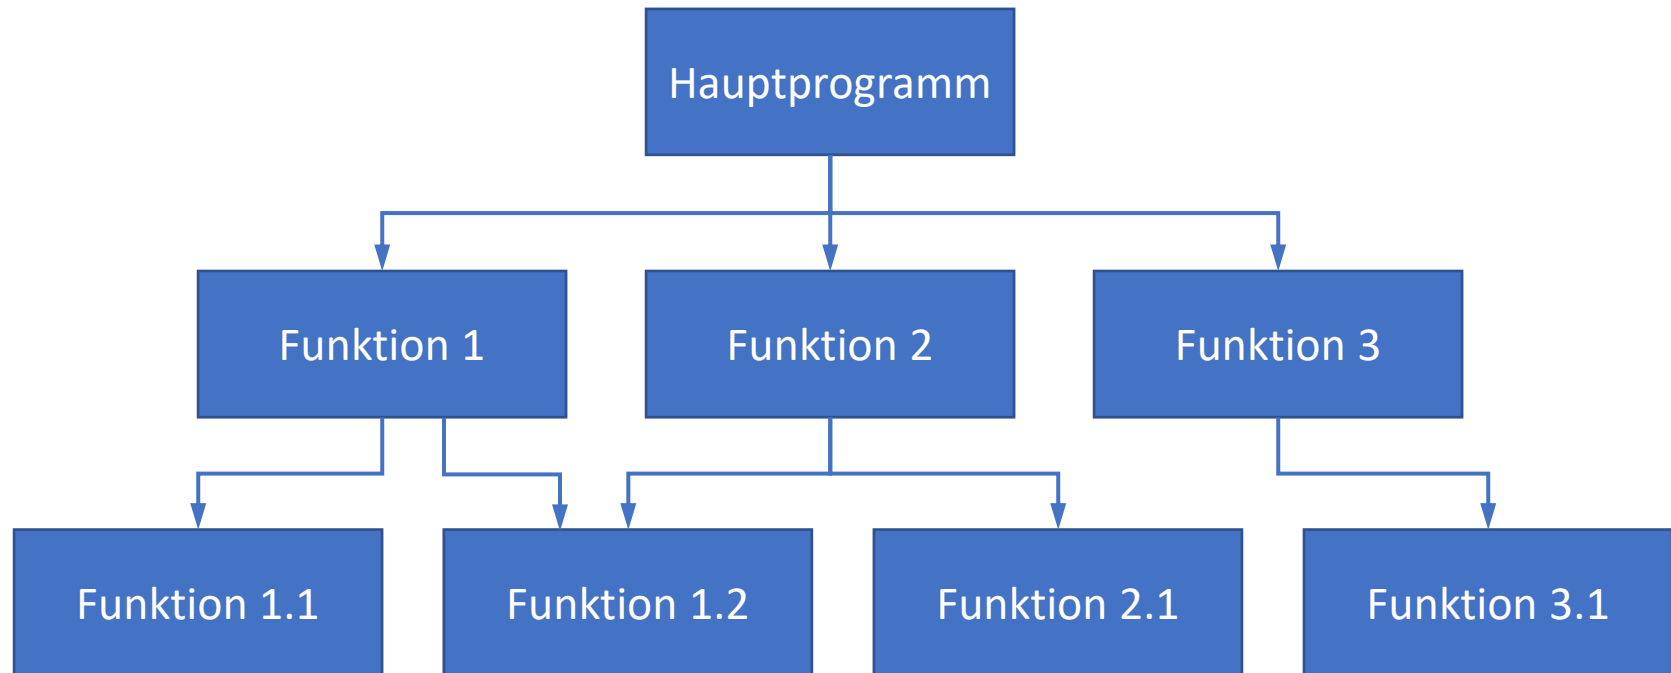 Hauptprogramm
Funktion 1
Funktion 2
Funktion 3
Funktion 1.1
Funktion 1.2
Funktion 2.1
Funktion 3.1